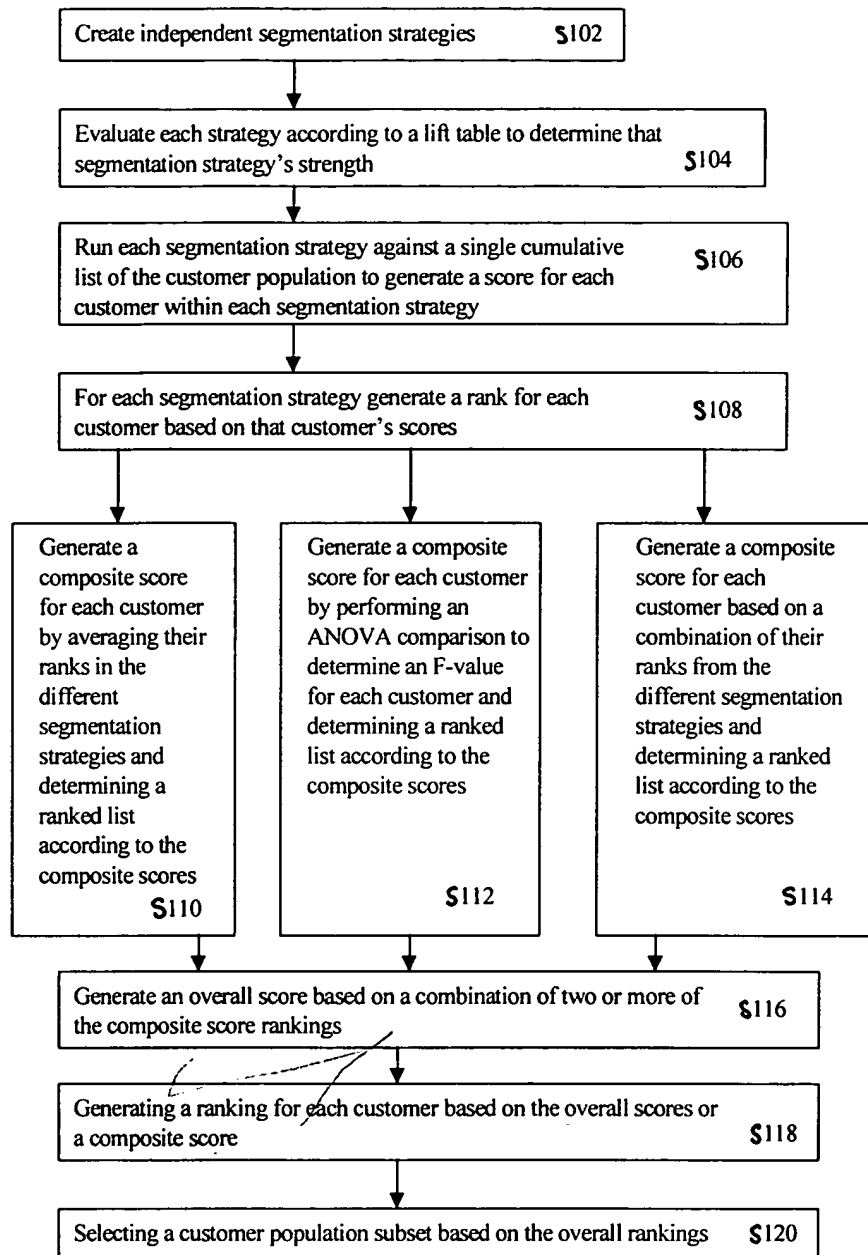 Create independent segmentation strategies S102
Evaluate each strategy according to a lift table to determine that
segmentation strategy's strength S104
Run each segmentation strategy against a single cumulative S106
list of the customer population to generate a score for each
customer within each segmentation strategy
For each segmentation strategy generate a rank for each S108
customer based on that customer's scores
Generate a
composite score
for each customer
by averaging their
ranks in the
different
segmentation
strategies and
determining a
ranked list
according to the
composite scores
S110
Generate a composite
score for each customer
by performing an
ANOVA comparison to
determine an F-value
for each customer and
determining a ranked
list according to the
composite scores
S112
Generate a composite
score for each
customer based on a
combination of their
ranks from the
different segmentation
strategies and
determining a ranked
list according to the
composite scores
S114
Generate an overall score based on a combination of two or more of S116
the composite score rankings
Generating a ranking for each customer based on the overall scores or
a composite score S118
Selecting a customer population subset based on the overall rankings S120